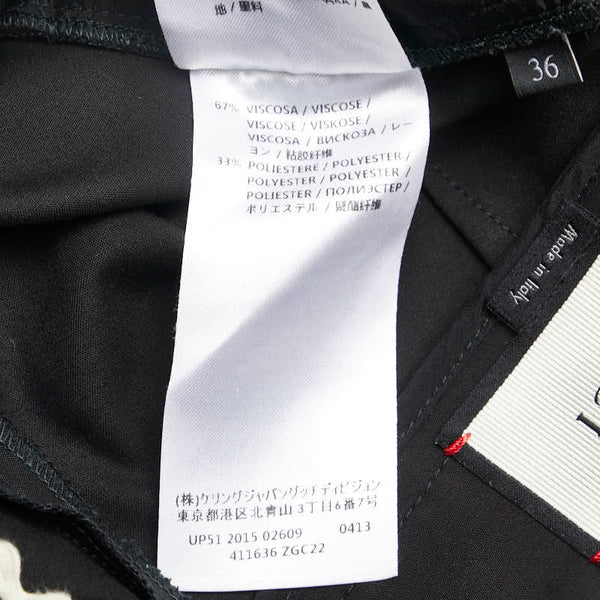 地 / 里料
36
67% VISCOSA / VISCOSE /
VISCOSE / VISKOSE /
VISCOSA / ВИСКОЗА / レー
ヨン / 粘胶纤维
33% POLIESTERE / POLYESTER /
POLYESTER / POLYESTER /
POLIESTER / ПОЛИЭСТЕР /
ポリエステル / 聚酯纤维
Made in Italy
(株)ケリングジャパングッチディビジョン
東京都港区北青山3丁目6番7号
UP51 2015 02609 0413
411636 ZGC22